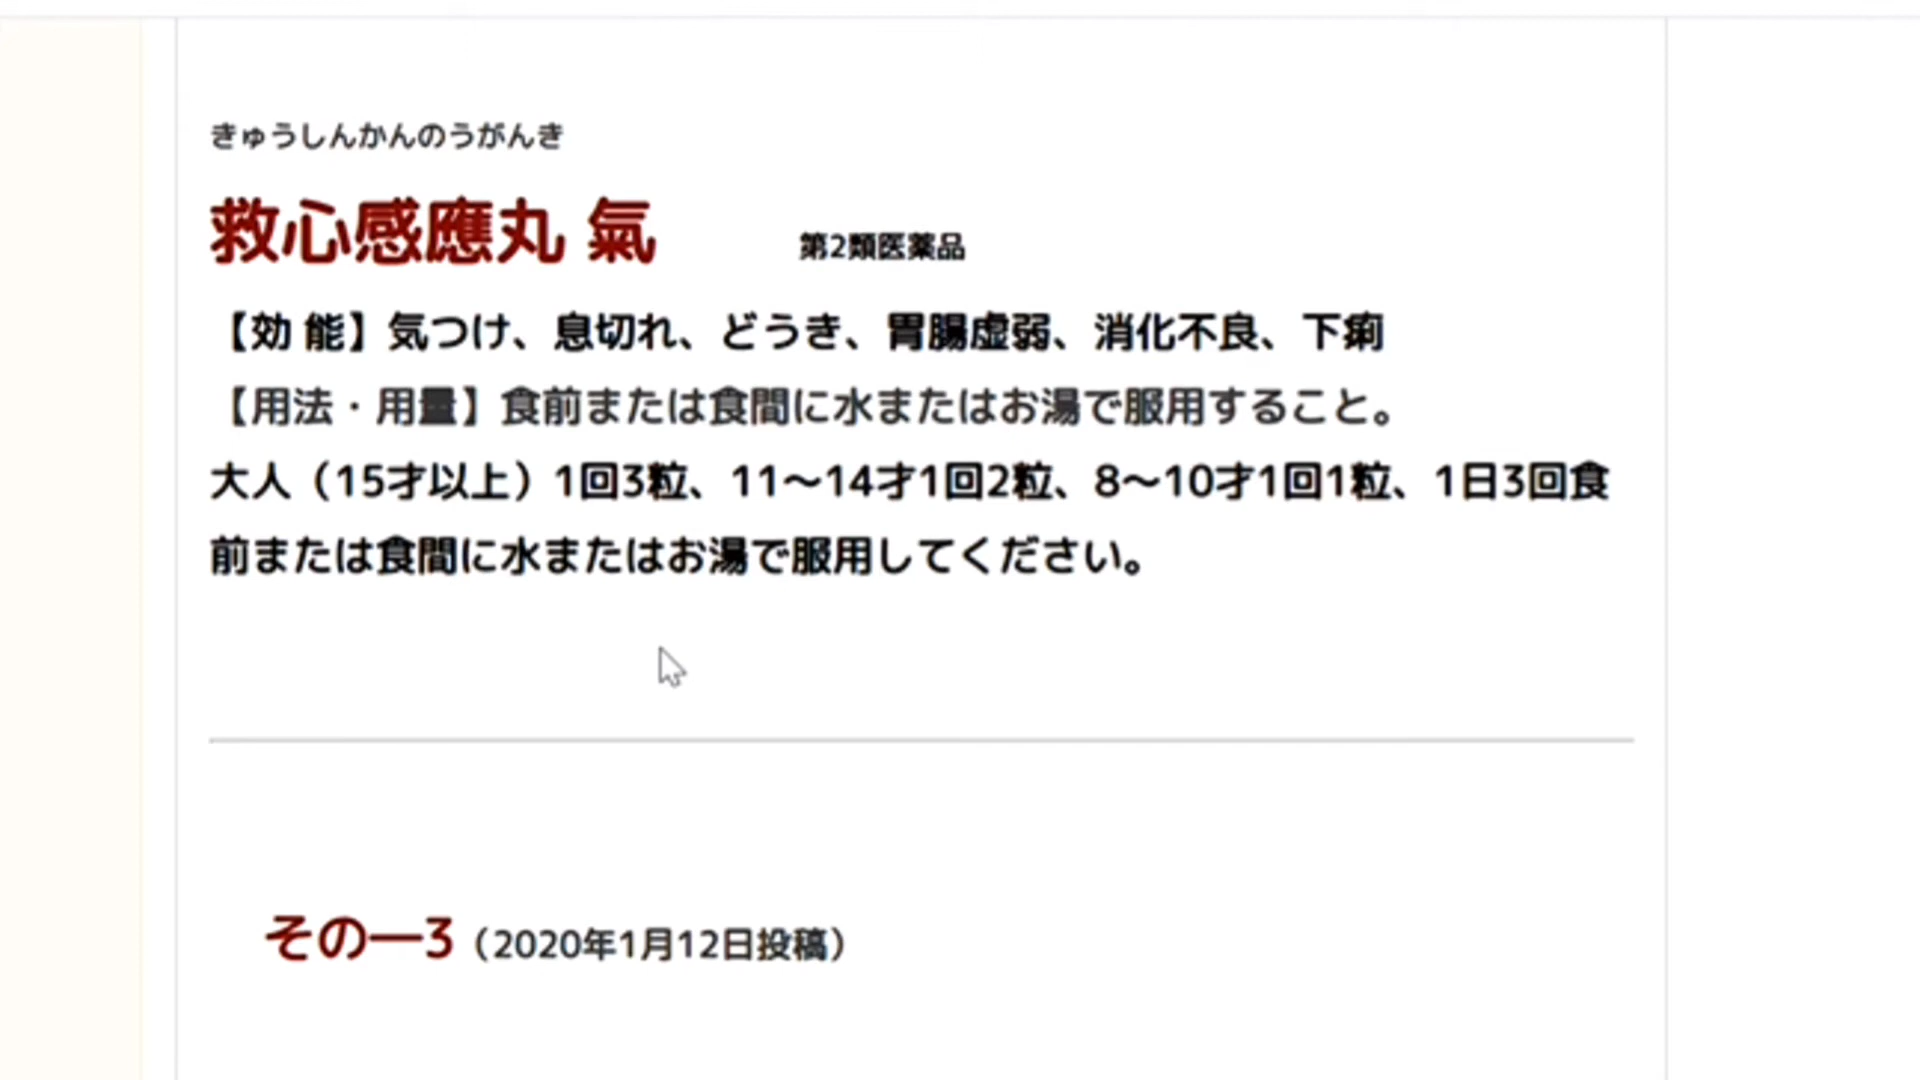 きゅうしんかんのうがんき
救心感應丸 氣 第2類医薬品
【効 能】気つけ、息切れ、どうき、胃腸虚弱、消化不良、下痢
【用法・用量】食前または食間に水またはお湯で服用すること。
大人（15才以上）1回3粒、11〜14才1回2粒、8〜10才1回1粒、1日3回食
前または食間に水またはお湯で服用してください。
その―3（2020年1月12日投稿）